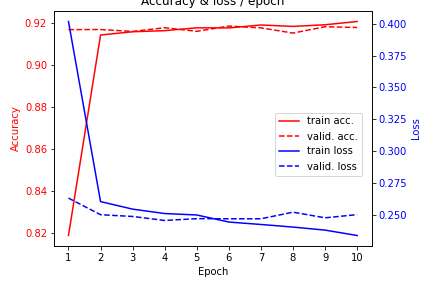 Accuracy & loss / epoch
0.92
0.90
0.88
0.86
0.84
0.82
Accuracy
0.400
0.375
0.350
0.325
0.300
0.275
0.250
Loss
train acc.
valid. acc.
train loss
valid. loss
1 2 3 4 5 6 7 8 9 10
Epoch